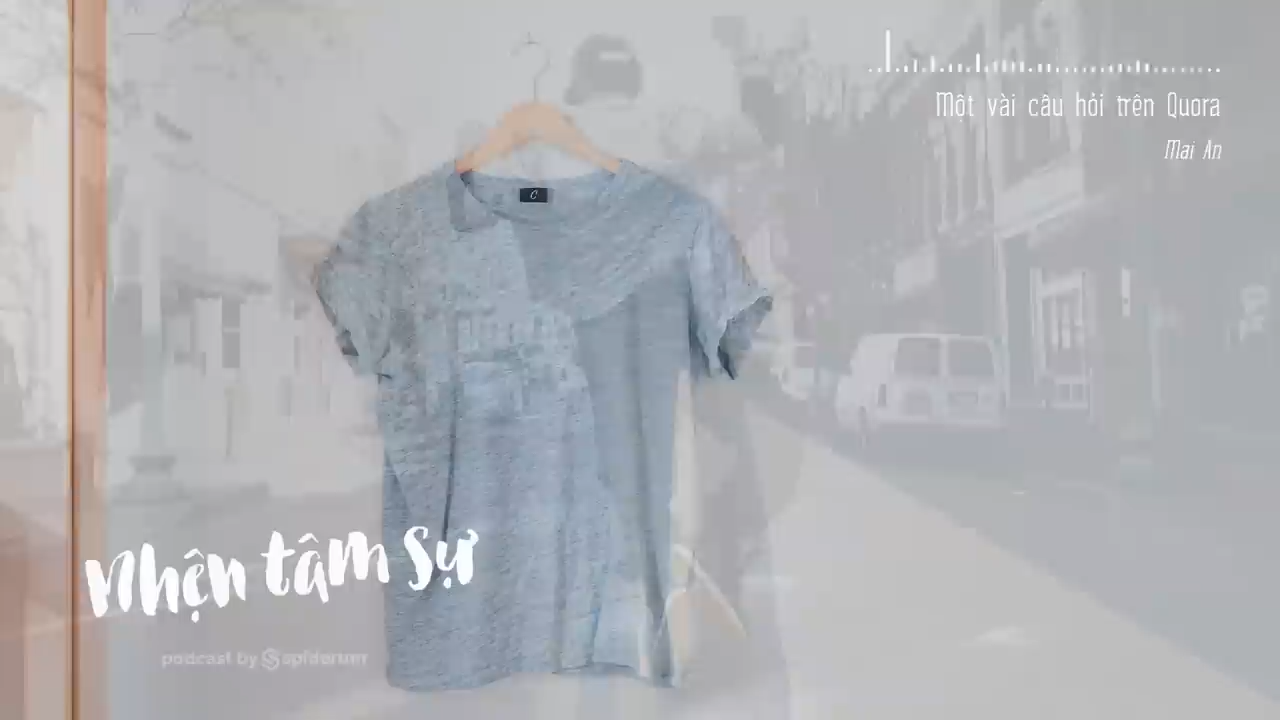 Một vài câu hỏi trên Quora
Mai An
C
Nhện tâm sự
podcast by spiderum